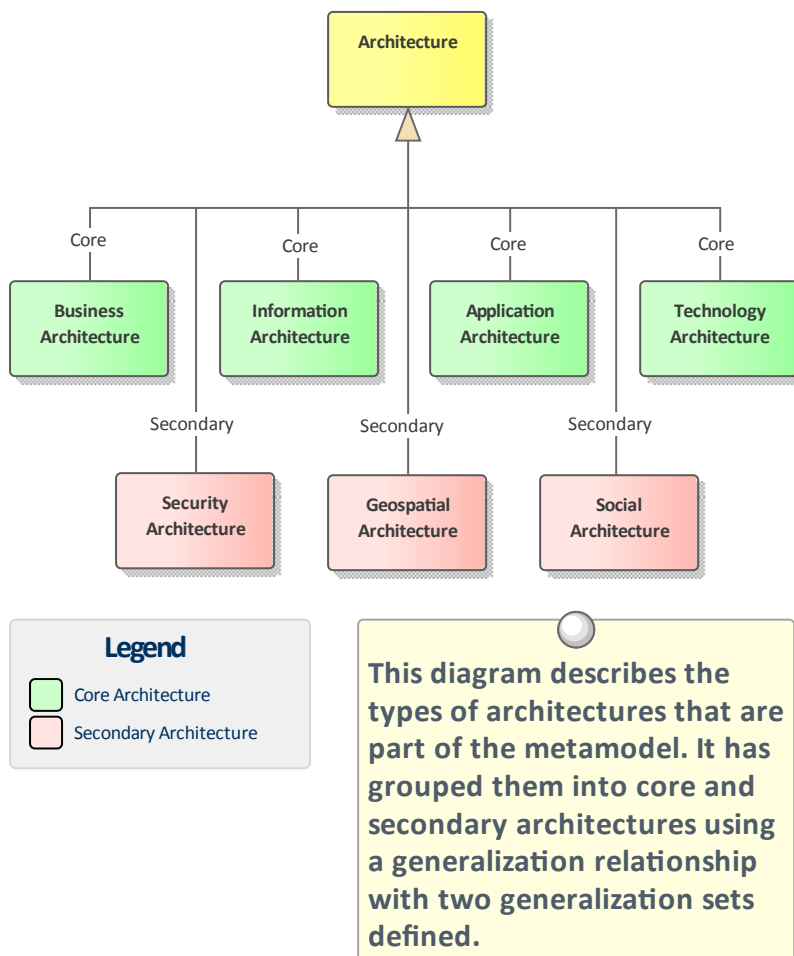 Architecture
Core
Core
Core
Core
Business
Architecture
Information
Architecture
Application
Architecture
Technology
Architecture
Secondary
Secondary
Secondary
Security
Architecture
Geospatial
Architecture
Social
Architecture
Legend
Core Architecture
Secondary Architecture
This diagram describes the
types of architectures that are
part of the metamodel. It has
grouped them into core and
secondary architectures using
a generalization relationship
with two generalization sets
defined.